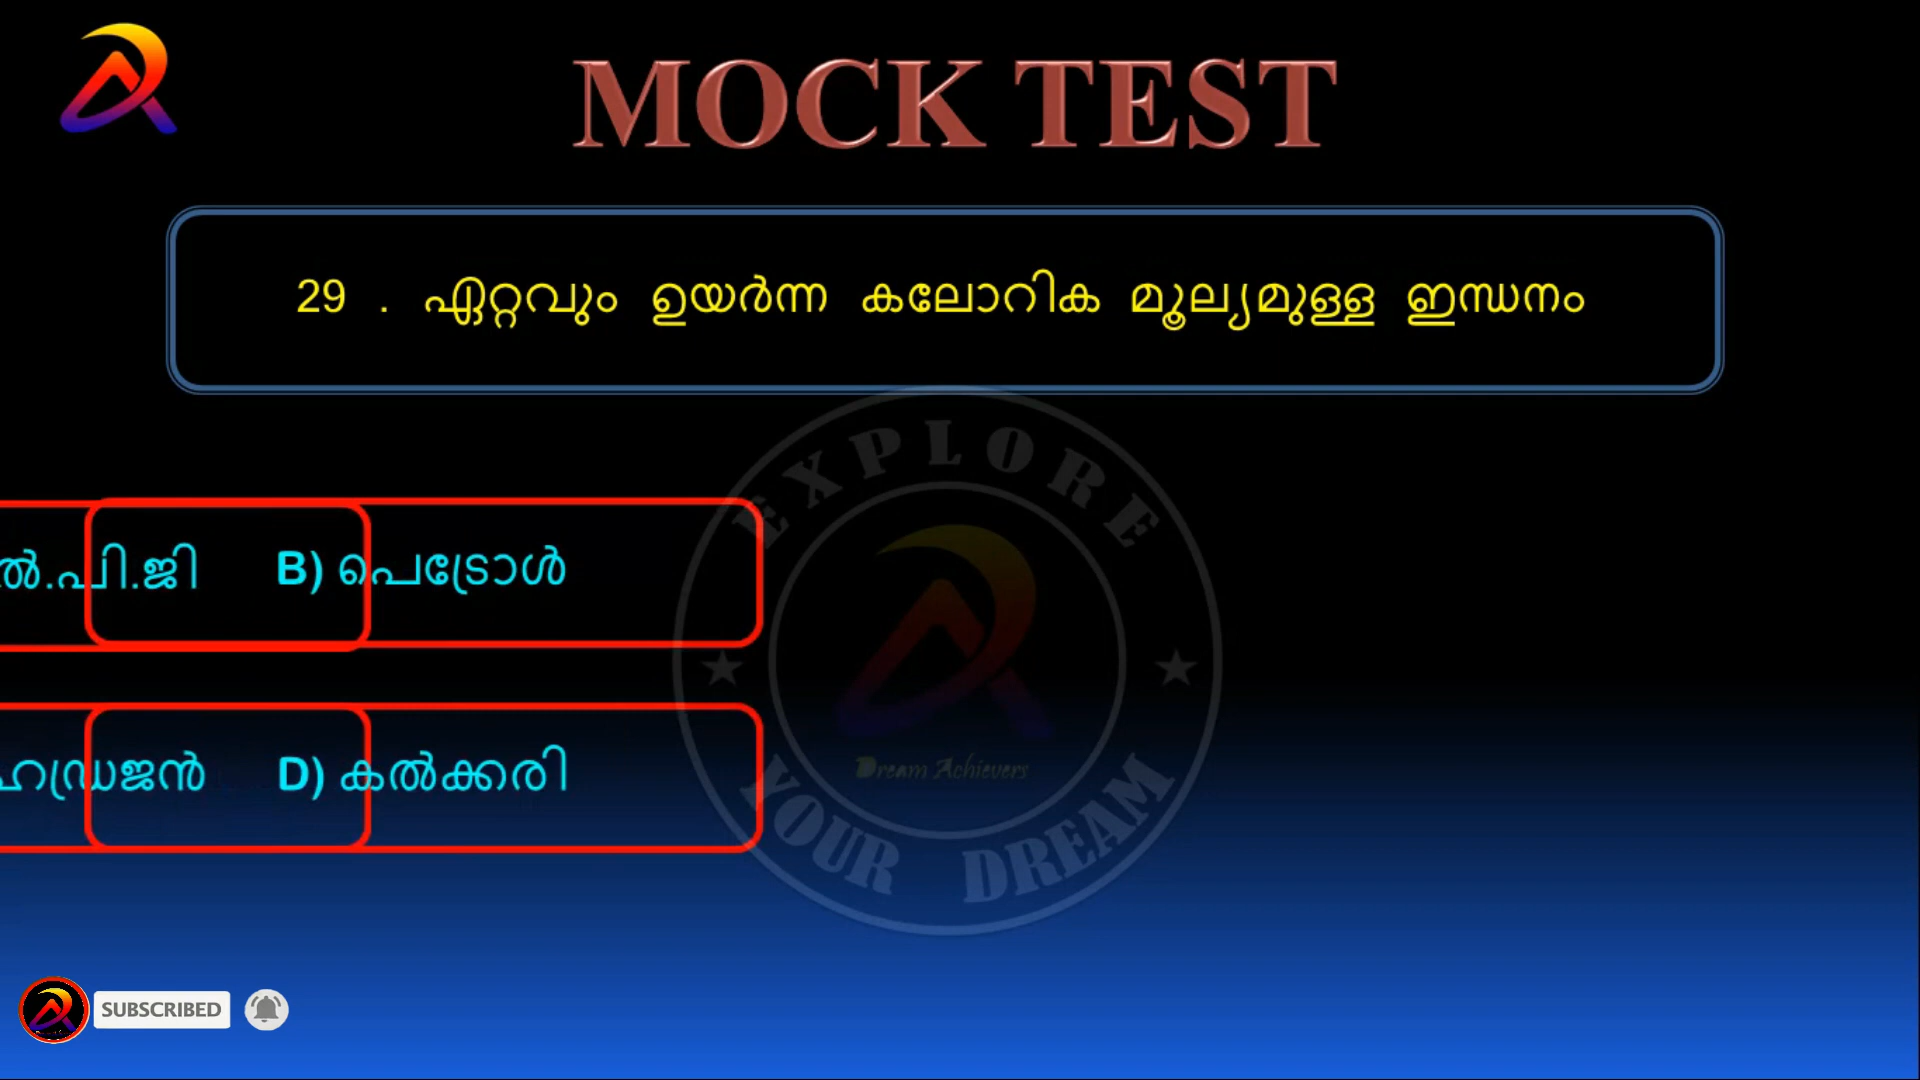 MOCK TEST
29 . ഏറ്റവും ഉയർന്ന കലോറിക മൂല്യമുള്ള ഇന്ധനം
ൽ.പി.ജി
B) പെട്രോൾ
ഹഡ്രജൻ
D) കൽക്കരി
EXPLORE
Dream Achievers
YOUR DREAM
SUBSCRIBED